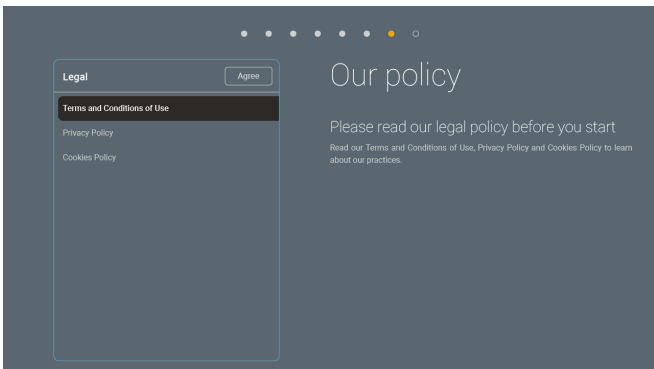 Legal
Agree
Terms and Conditions of Use
Privacy Policy
Cookies Policy
Our policy
Please read our legal policy before you start
Read our Terms and Conditions of Use, Privacy Policy and Cookies Policy to learn
about our practices.